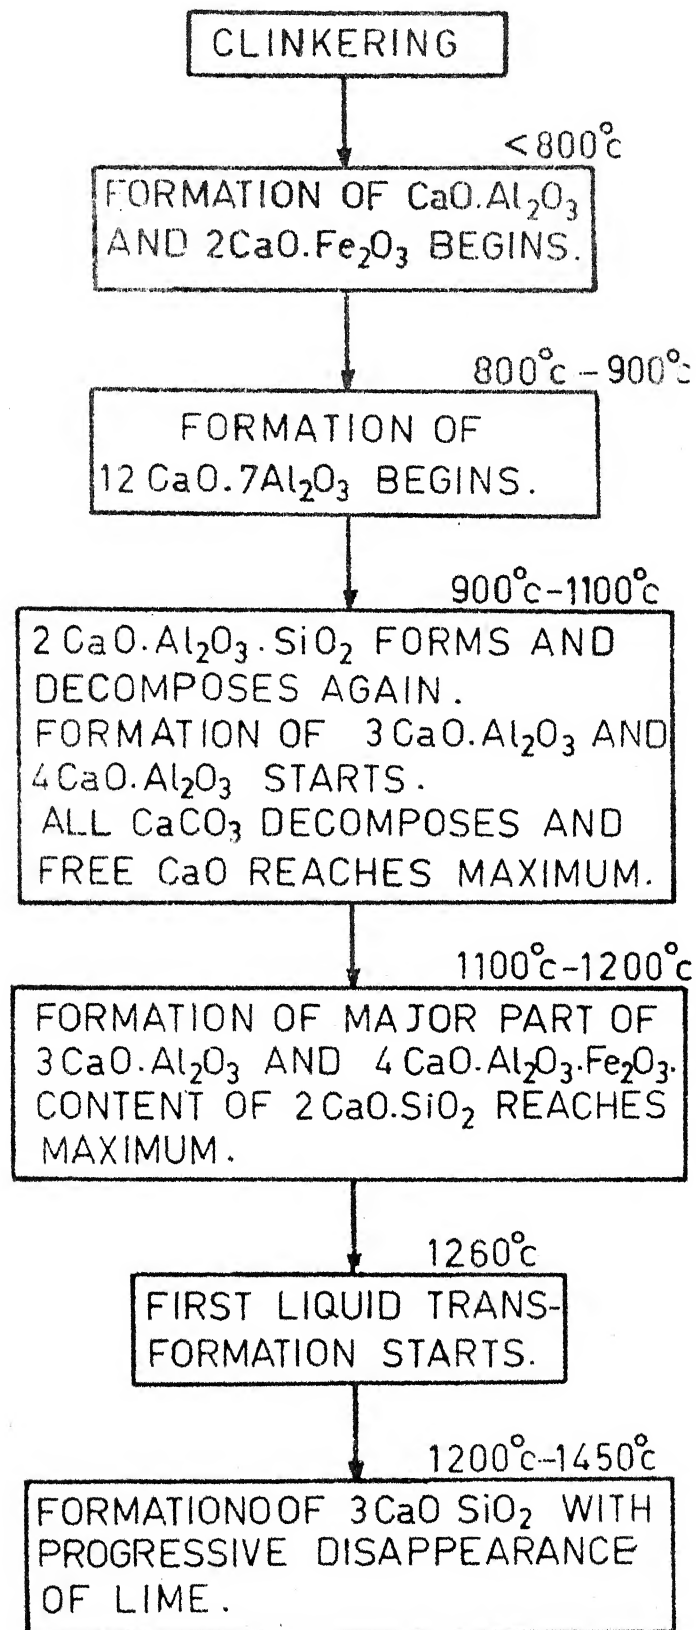 CLINKERING
<800°c
FORMATION OF CaO.Al₂O₃
AND 2CaO.Fe₂O₃ BEGINS.
800°c – 900°c
FORMATION OF
12 CaO.7Al₂O₃ BEGINS.
900°c–1100°c
2 CaO.Al₂O₃.SiO₂ FORMS AND
DECOMPOSES AGAIN.
FORMATION OF 3CaO.Al₂O₃ AND
4CaO.Al₂O₃ STARTS.
ALL CaCO₃ DECOMPOSES AND
FREE CaO REACHES MAXIMUM.
1100°c–1200°c
FORMATION OF MAJOR PART OF
3CaO.Al₂O₃ AND 4CaO.Al₂O₃.Fe₂O₃.
CONTENT OF 2CaO.SiO₂ REACHES
MAXIMUM.
1260°c
FIRST LIQUID TRANS-
FORMATION STARTS.
1200°c–1450°c
FORMATIONOOF 3CaO SiO₂ WITH
PROGRESSIVE DISAPPEARANCE
OF LIME.